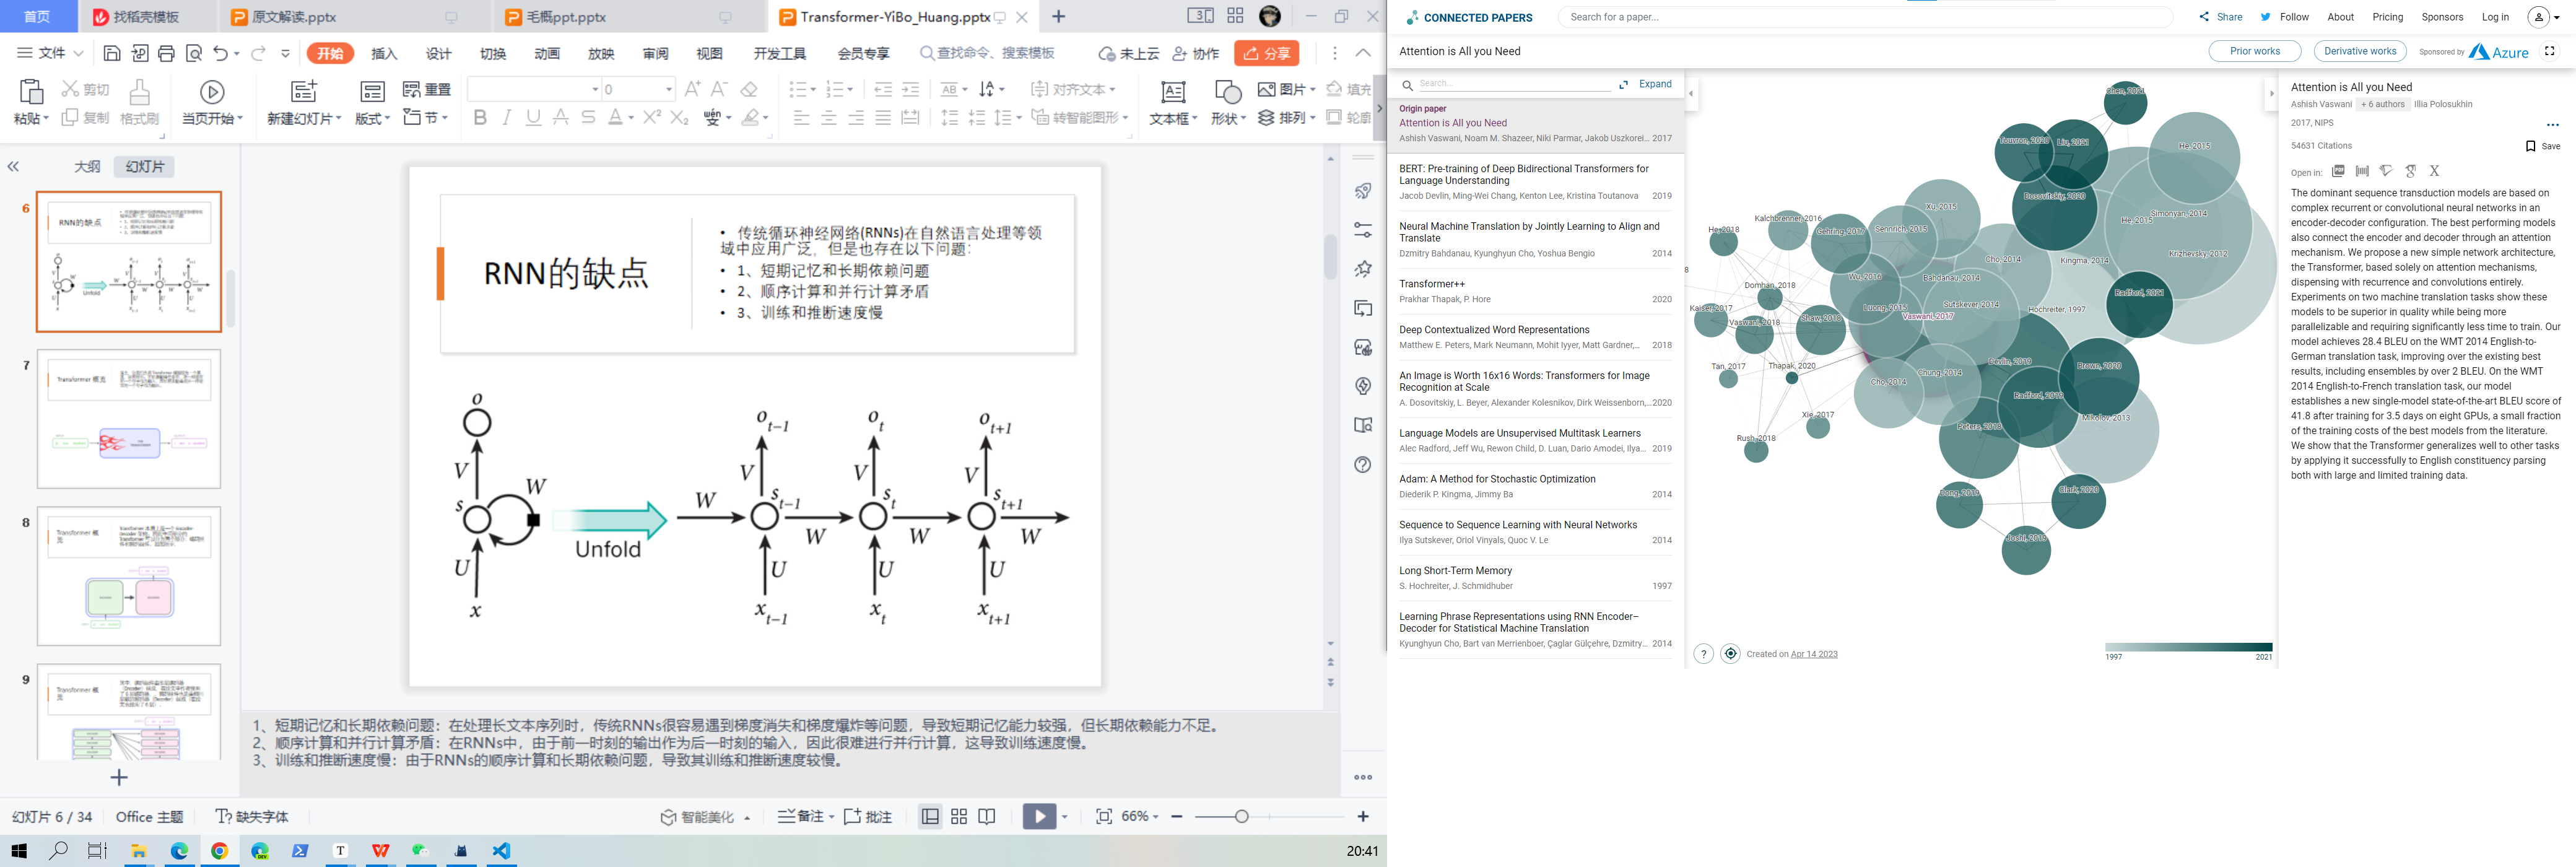 首页
找稻壳模板
原文解读.pptx
毛概ppt.pptx
Transformer-YiBo_Huang.pptx
文件
开始
插入
设计
切换
动画
放映
审阅
视图
开发工具
会员专享
查找命令、搜索模板
未上云
协作
分享
粘贴
剪切
复制
格式刷
当页开始
新建幻灯片
版式
重置
节
0
对齐文本
转智能图形
文本框
形状
图片
排列
填充
轮廓
大纲
幻灯片
6
RNN的缺点
7
Transformer 概览
8
Transformer 概览
9
Transformer 概览
RNN的缺点
• 传统循环神经网络(RNNs)在自然语言处理等领
域中应用广泛，但是也存在以下问题：
• 1、短期记忆和长期依赖问题
• 2、顺序计算和并行计算矛盾
• 3、训练和推断速度慢
o
V
s
W
U
x
Unfold
o t-1
o t
o t+1
V V V
s t-1
s t
s t+1
W W W W
U U U
x t-1
x t
x t+1
1、短期记忆和长期依赖问题：在处理长文本序列时，传统RNNs很容易遇到梯度消失和梯度爆炸等问题，导致短期记忆能力较强，但长期依赖能力不足。
2、顺序计算和并行计算矛盾：在RNNs中，由于前一时刻的输出作为后一时刻的输入，因此很难进行并行计算，这导致训练速度慢。
3、训练和推断速度慢：由于RNNs的顺序计算和长期依赖问题，导致其训练和推断速度较慢。
幻灯片 6 / 34
Office 主题
缺失字体
智能美化
备注
批注
66%
20:41
CONNECTED PAPERS
Search for a paper...
Share
Follow
About
Pricing
Sponsors
Log in
Attention is All you Need
Prior works
Derivative works
Sponsored by
Azure
Search...
Expand
Origin paper
Attention is All you Need
Ashish Vaswani, Noam M. Shazeer, Niki Parmar, Jakob Uszkorei... 2017
BERT: Pre-training of Deep Bidirectional Transformers for
Language Understanding
Jacob Devlin, Ming-Wei Chang, Kenton Lee, Kristina Toutanova 2019
Neural Machine Translation by Jointly Learning to Align and
Translate
Dzmitry Bahdanau, Kyunghyun Cho, Yoshua Bengio 2014
Transformer++
Prakhar Thapak, P. Hore 2020
Deep Contextualized Word Representations
Matthew E. Peters, Mark Neumann, Mohit Iyyer, Matt Gardner,... 2018
An Image is Worth 16x16 Words: Transformers for Image
Recognition at Scale
A. Dosovitskiy, L. Beyer, Alexander Kolesnikov, Dirk Weissenborn,... 2020
Language Models are Unsupervised Multitask Learners
Alec Radford, Jeff Wu, Rewon Child, D. Luan, Dario Amodei, Ilya... 2019
Adam: A Method for Stochastic Optimization
Diederik P. Kingma, Jimmy Ba 2014
Sequence to Sequence Learning with Neural Networks
Ilya Sutskever, Oriol Vinyals, Quoc V. Le 2014
Long Short-Term Memory
S. Hochreiter, J. Schmidhuber 1997
Learning Phrase Representations using RNN Encoder–
Decoder for Statistical Machine Translation
Kyunghyun Cho, Bart van Merrienboer, Çaglar Gülçehre, Dzmitry... 2014
Chen, 2021
Touvron, 2020
Liu, 2021
He, 2015
Dosovitskiy, 2020
Simonyan, 2014
He, 2015
Xu, 2015
Kalchbrenner, 2016
He, 2018
Gehring, 2017
Sennrich, 2015
Krizhevsky, 2012
Cho, 2014
Kingma, 2014
Wu, 2016
Bahdanau, 2014
Domhan, 2018
Radford, 2021
Kaiser, 2017
Luong, 2015
Sutskever, 2014
Hochreiter, 1997
Vaswani, 2017
Vaswani, 2018
Shaw, 2018
Devlin, 2019
Tan, 2017
Thapak, 2020
Chung, 2014
Brown, 2020
Cho, 2014
Radford, 2019
Xie, 2017
Mikolov, 2013
Peters, 2018
Rush, 2018
Dong, 2019
Clark, 2020
Joshi, 2019
?
Created on Apr 14 2023
1997
2021
Attention is All you Need
Ashish Vaswani + 6 authors Illia Polosukhin
2017, NIPS
54631 Citations
Save
Open in:
The dominant sequence transduction models are based on
complex recurrent or convolutional neural networks in an
encoder-decoder configuration. The best performing models
also connect the encoder and decoder through an attention
mechanism. We propose a new simple network architecture,
the Transformer, based solely on attention mechanisms,
dispensing with recurrence and convolutions entirely.
Experiments on two machine translation tasks show these
models to be superior in quality while being more
parallelizable and requiring significantly less time to train. Our
model achieves 28.4 BLEU on the WMT 2014 English-to-
German translation task, improving over the existing best
results, including ensembles by over 2 BLEU. On the WMT
2014 English-to-French translation task, our model
establishes a new single-model state-of-the-art BLEU score of
41.8 after training for 3.5 days on eight GPUs, a small fraction
of the training costs of the best models from the literature.
We show that the Transformer generalizes well to other tasks
by applying it successfully to English constituency parsing
both with large and limited training data.